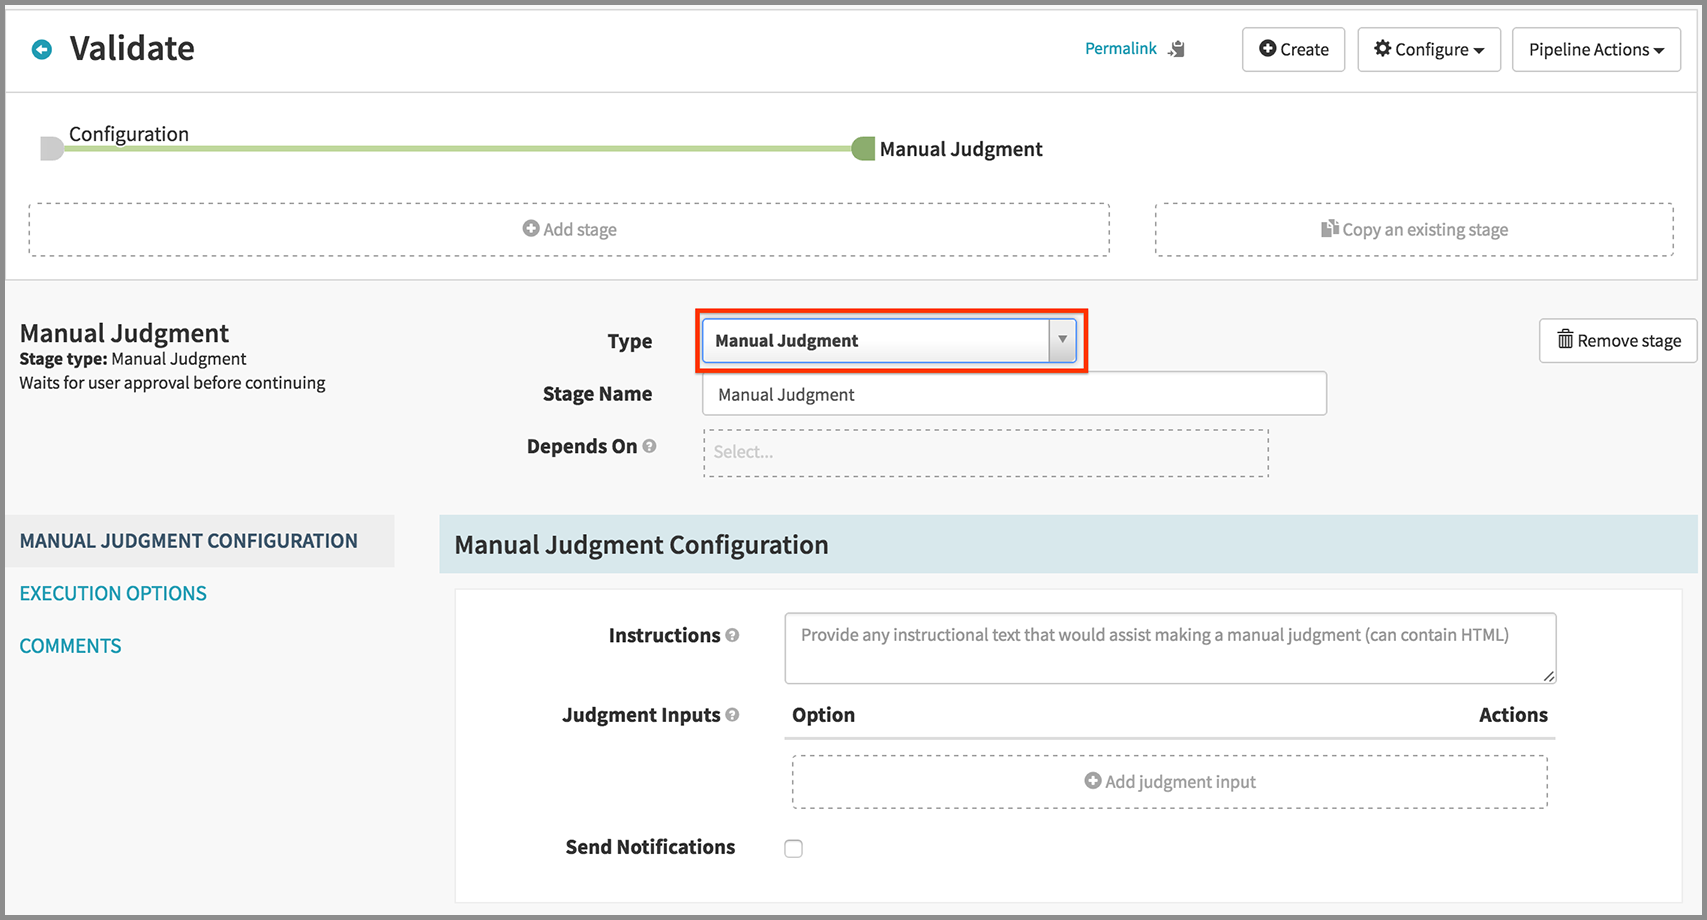 Validate
Permalink
Create
Configure
Pipeline Actions
Configuration
Manual Judgment
Add stage
Copy an existing stage
Manual Judgment
Stage type: Manual Judgment
Waits for user approval before continuing
Type
Manual Judgment
Remove stage
Stage Name
Manual Judgment
Depends On ?
Select...
MANUAL JUDGMENT CONFIGURATION
EXECUTION OPTIONS
COMMENTS
Manual Judgment Configuration
Instructions ?
Provide any instructional text that would assist making a manual judgment (can contain HTML)
Judgment Inputs ?
Option
Actions
Add judgment input
Send Notifications